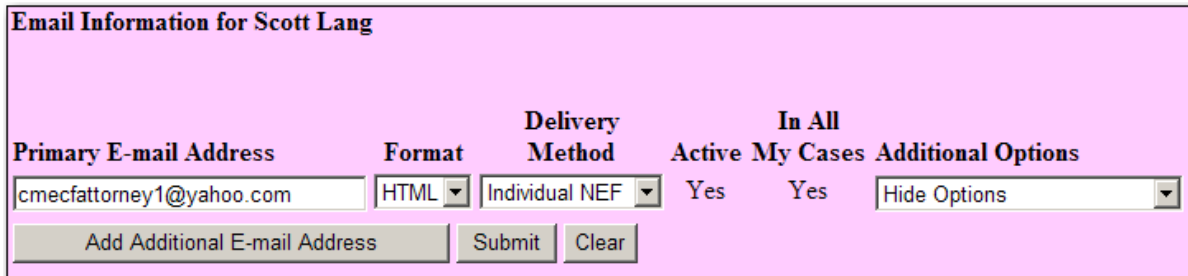 Email Information for Scott Lang
Delivery In All
Primary E-mail Address Format Method Active My Cases Additional Options
cmecfattorney1@yahoo.com HTML Individual NEF Yes Yes Hide Options
Add Additional E-mail Address Submit Clear